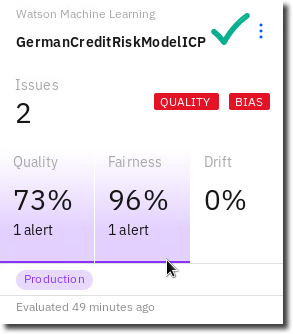 Watson Machine Learning
GermanCreditRiskModelICP
Issues
2
QUALITY BIAS
Quality Fairness Drift
73% 96% 0%
1 alert 1 alert
Production
Evaluated 49 minutes ago